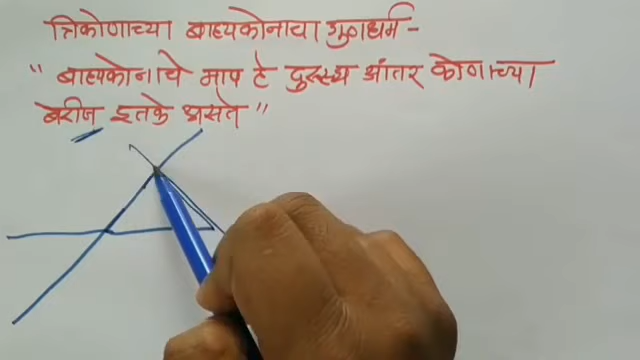 त्रिकोणाच्या बाह्यकोनाचा गुणधर्म-
" बाह्यकोनाचे माप हे दुरस्थ आंतर कोणाच्या
बेरीज इतके असते "